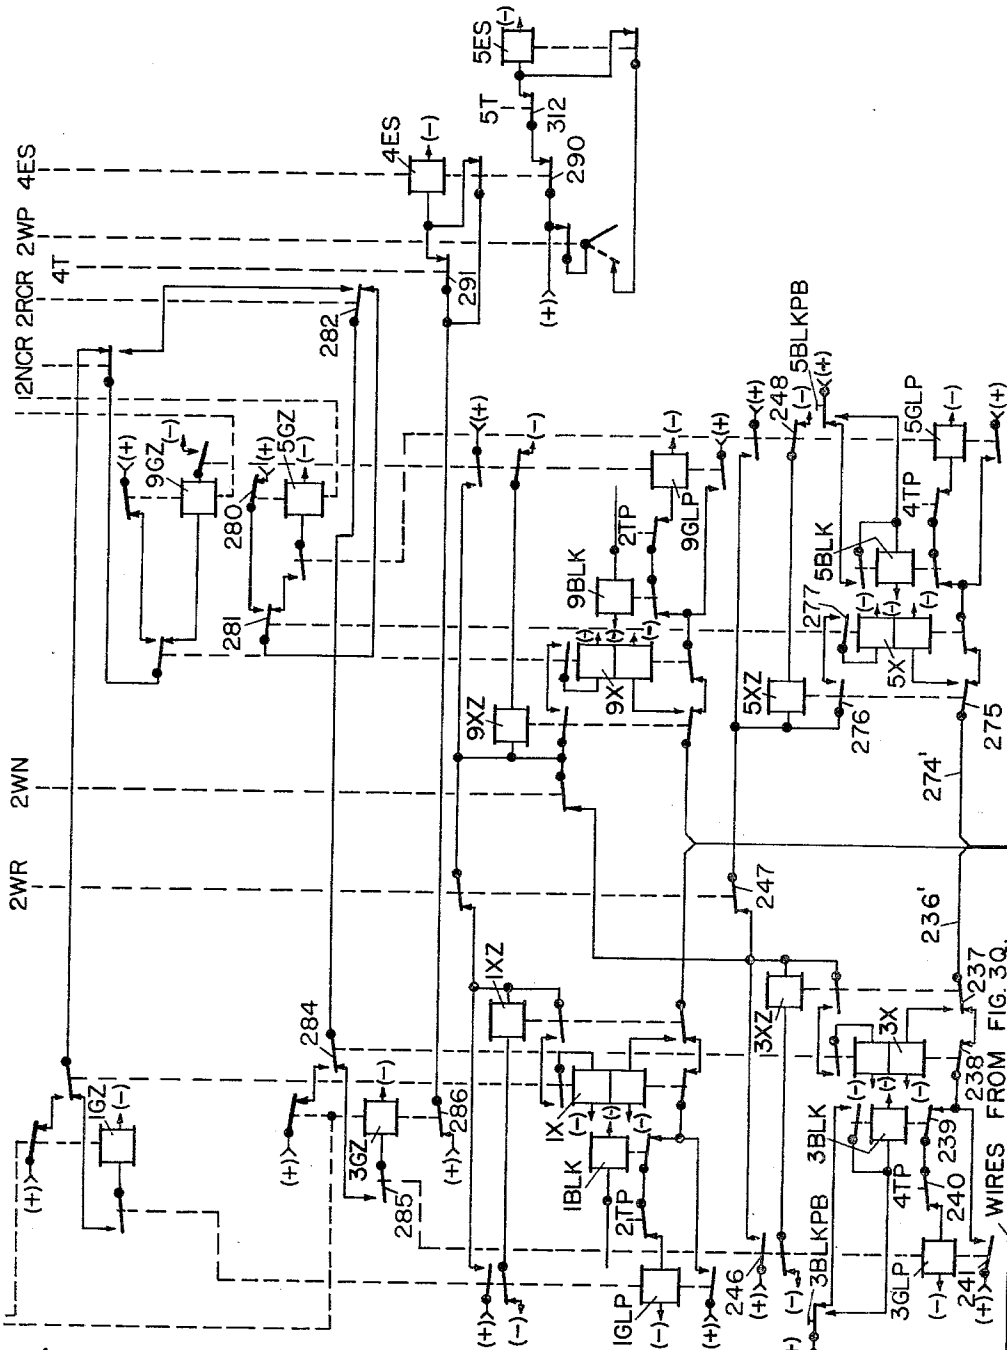 2WR 2WN 12NCR 2RCR 4T 2WP 4ES
(+)
1GZ
(-)
284
(+)
3GZ
(-)
285
(+)
286
9GZ
(+)
(-)
280
(+)
5GZ
(-)
281
282
4ES
(-)
291
5ES
(-)
5T
312
290
(+)
1XZ
1X
(-)
(-)
(-)
1BLK
2TP
1GLP
(-)
(+)
(+)
(-)
9XZ
9X
(-)
(-)
(-)
9BLK
2TP
9GLP
(-)
(+)
(+)
(-)
247
246
(+)
(-)
3XZ
3X
(-)
(-)
(-)
3BLK
3BLKPB
(+)
4TP
240
239
238
237
236'
3GLP
(-)
241
(+)
WIRES FROM FIG. 3Q.
5XZ
276
277
5X
(-)
(-)
(-)
5BLK
4TP
5GLP
(-)
(+)
(+)
248
(-)
5BLKPB
(+)
275
274'